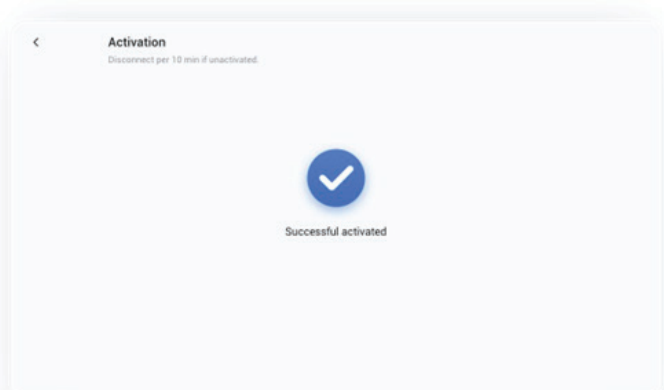 Activation
Disconnect per 10 min if unactivated.
Successful activated